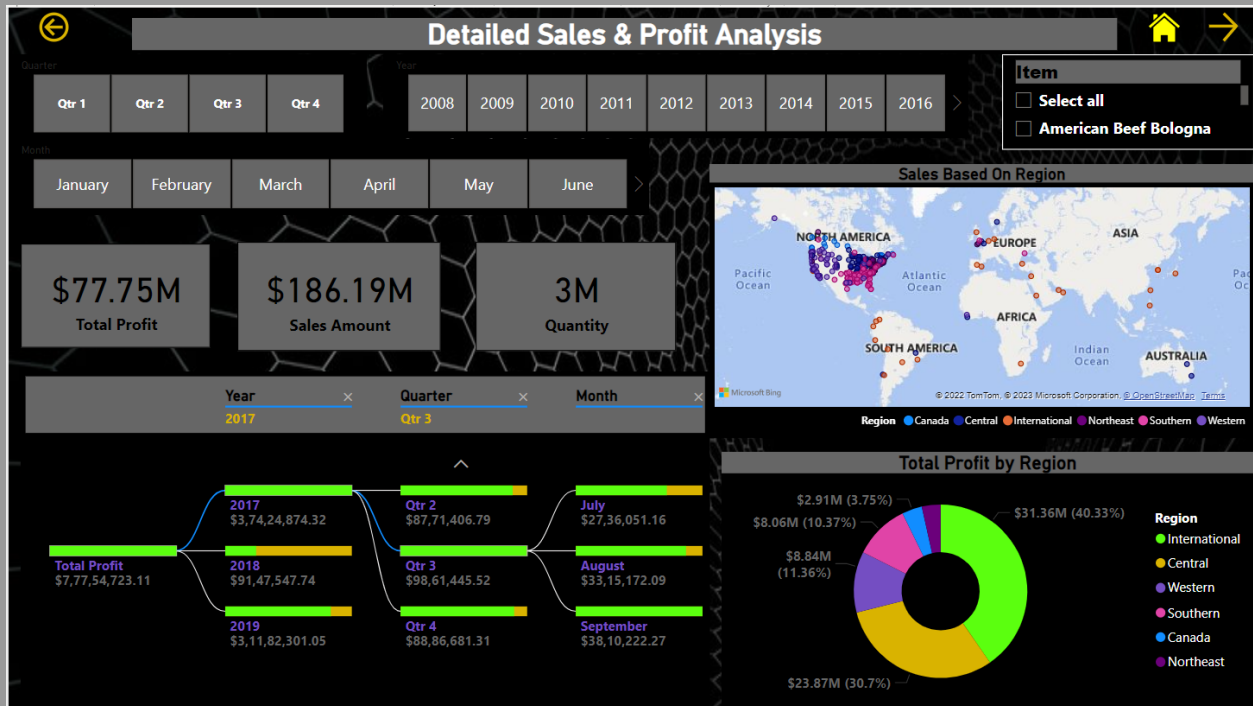 Detailed Sales & Profit Analysis
Quarter
Qtr 1 Qtr 2 Qtr 3 Qtr 4
Year
2008 2009 2010 2011 2012 2013 2014 2015 2016
Item
Select all
American Beef Bologna
Month
January February March April May June
$77.75M
Total Profit
$186.19M
Sales Amount
3M
Quantity
Sales Based On Region
NORTH AMERICA
EUROPE
ASIA
Pacific
Ocean
Atlantic
Ocean
AFRICA
SOUTH AMERICA
Indian
Ocean
AUSTRALIA
Pac
Oc
Microsoft Bing
© 2022 TomTom, © 2023 Microsoft Corporation, © OpenStreetMap Terms
Region Canada Central International Northeast Southern Western
Year Quarter Month
2017 Qtr 3
Total Profit
$7,77,54,723.11
2017
$3,74,24,874.32
2018
$91,47,547.74
2019
$3,11,82,301.05
Qtr 2
$87,71,406.79
Qtr 3
$98,61,445.52
Qtr 4
$88,86,681.31
July
$27,36,051.16
August
$33,15,172.09
September
$38,10,222.27
Total Profit by Region
$2.91M (3.75%)
$8.06M (10.37%)
$8.84M
(11.36%)
$23.87M (30.7%)
$31.36M (40.33%)
Region
International
Central
Western
Southern
Canada
Northeast